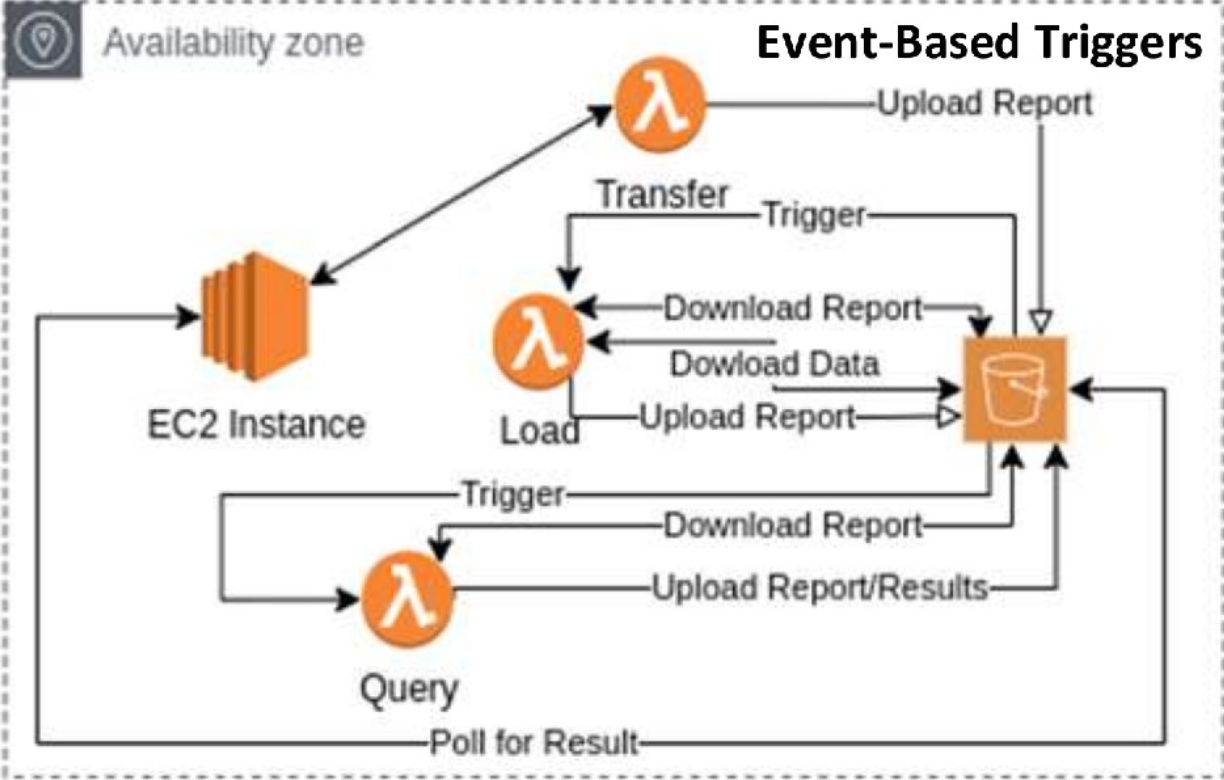 Availability zone
Event-Based Triggers
Upload Report
Transfer
Trigger
Download Report
Dowload Data
EC2 Instance
Load
Upload Report
Trigger
Download Report
Upload Report/Results
Query
Poll for Result